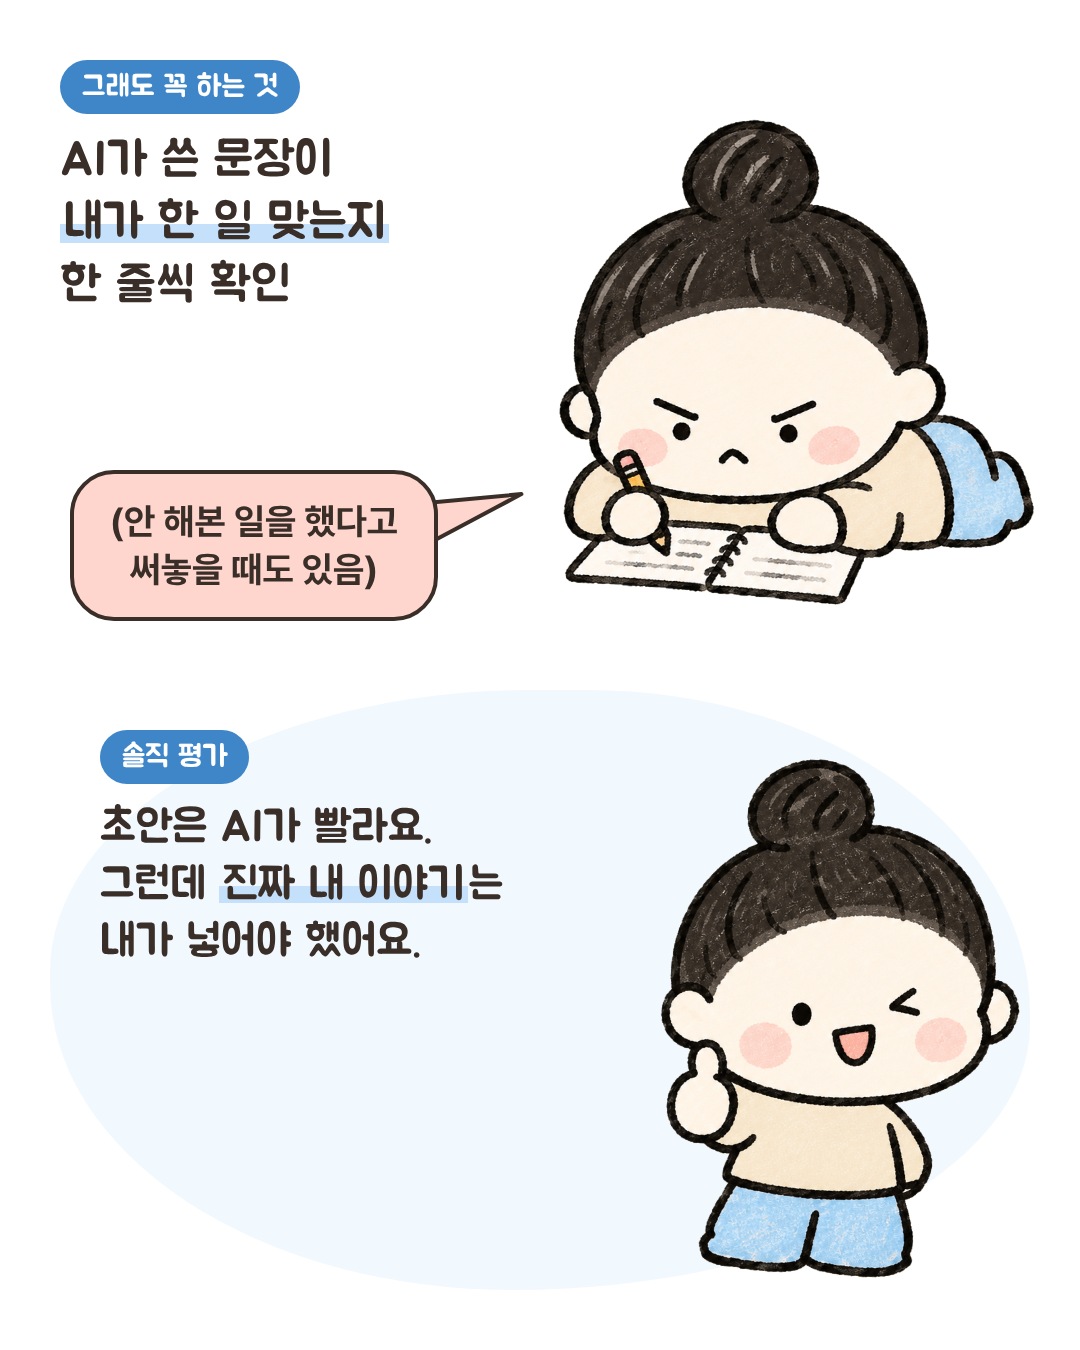 그래도 꼭 하는 것
AI가 쓴 문장이
내가 한 일 맞는지
한 줄씩 확인
(안 해본 일을 했다고
써놓을 때도 있음)
솔직 평가
초안은 AI가 빨라요.
그런데 진짜 내 이야기는
내가 넣어야 했어요.